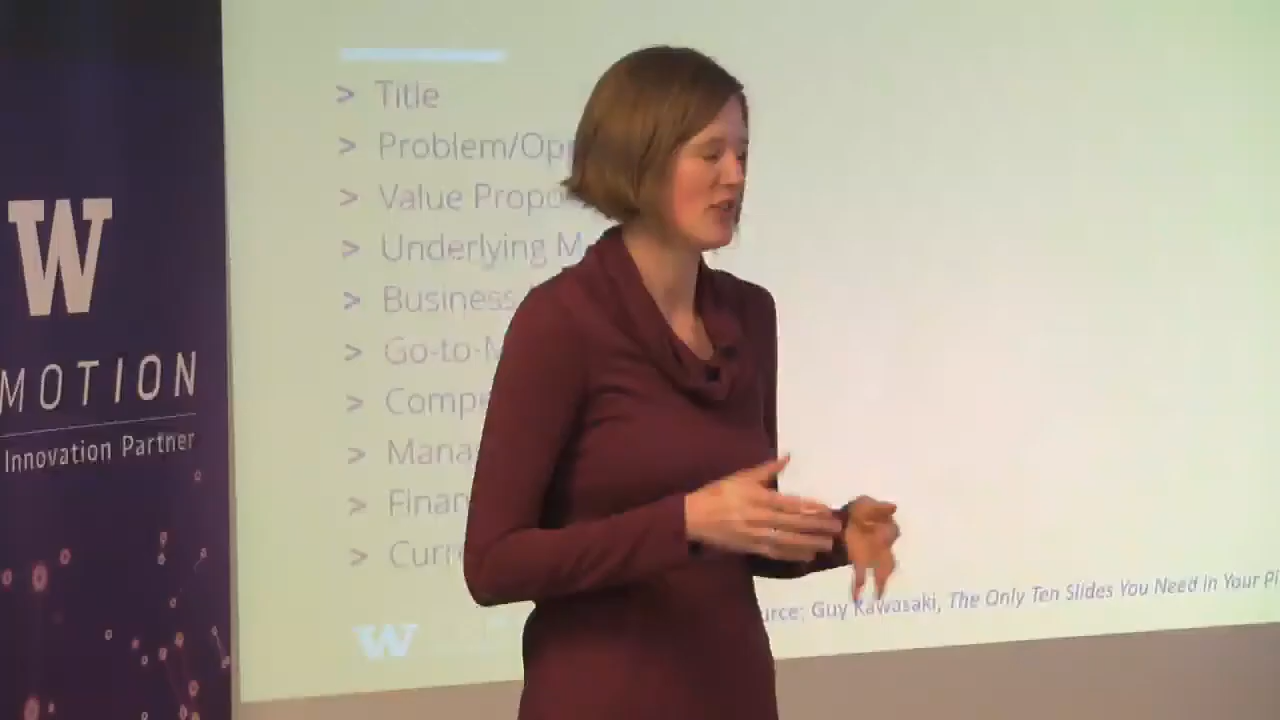 W
MOTION
Innovation Partner
> Title
> Problem/Opp
> Value Propo
> Underlying M
> Business
> Go-to-M
> Compe
> Mana
> Finan
> Curr
W
urce: Guy Kawasaki, The Only Ten Slides You Need in Your Pi